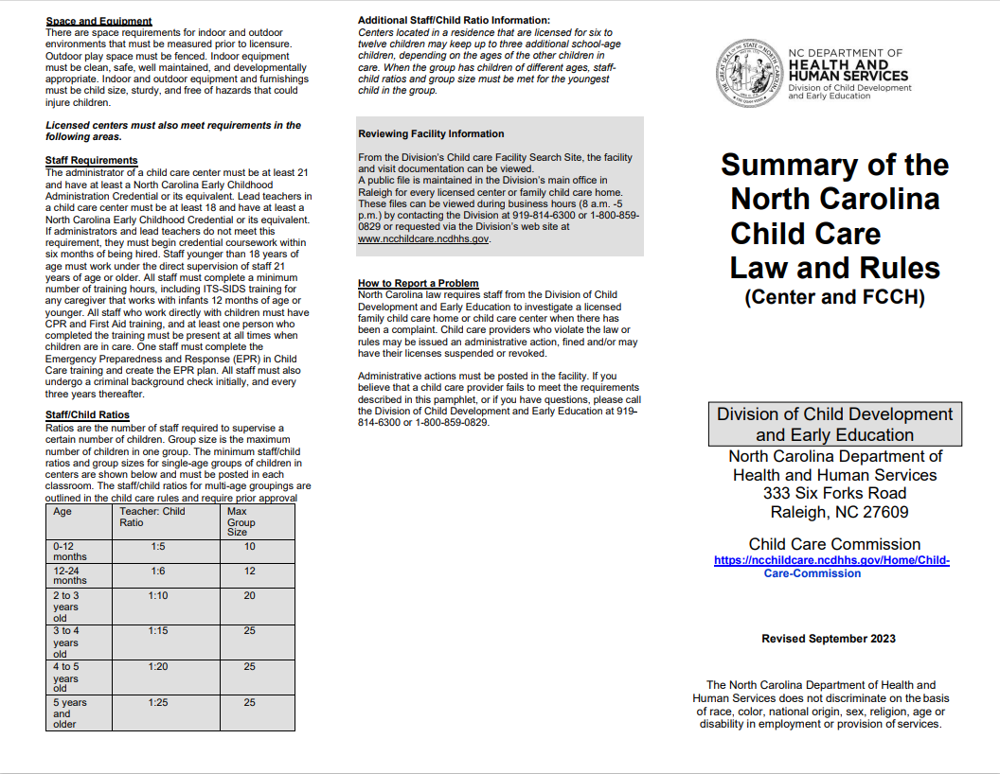 Space and Equipment
There are space requirements for indoor and outdoor
environments that must be measured prior to licensure.
Outdoor play space must be fenced. Indoor equipment
must be clean, safe, well maintained, and developmentally
appropriate. Indoor and outdoor equipment and furnishings
must be child size, sturdy, and free of hazards that could
injure children.
Licensed centers must also meet requirements in the
following areas.
Staff Requirements
The administrator of a child care center must be at least 21
and have at least a North Carolina Early Childhood
Administration Credential or its equivalent. Lead teachers in
a child care center must be at least 18 and have at least a
North Carolina Early Childhood Credential or its equivalent.
If administrators and lead teachers do not meet this
requirement, they must begin credential coursework within
six months of being hired. Staff younger than 18 years of
age must work under the direct supervision of staff 21
years of age or older. All staff must complete a minimum
number of training hours, including ITS-SIDS training for
any caregiver that works with infants 12 months of age or
younger. All staff who work directly with children must have
CPR and First Aid training, and at least one person who
completed the training must be present at all times when
children are in care. One staff must complete the
Emergency Preparedness and Response (EPR) in Child
Care training and create the EPR plan. All staff must also
undergo a criminal background check initially, and every
three years thereafter.
Staff/Child Ratios
Ratios are the number of staff required to supervise a
certain number of children. Group size is the maximum
number of children in one group. The minimum staff/child
ratios and group sizes for single-age groups of children in
centers are shown below and must be posted in each
classroom. The staff/child ratios for multi-age groupings are
outlined in the child care rules and require prior approval
Age Teacher: Child Max
Ratio Group
Size
0-12 1:5 10
months
12-24 1:6 12
months
2 to 3 1:10 20
years
old
3 to 4 1:15 25
years
old
4 to 5 1:20 25
years
old
5 years 1:25 25
and
older
Additional Staff/Child Ratio Information:
Centers located in a residence that are licensed for six to
twelve children may keep up to three additional school-age
children, depending on the ages of the other children in
care. When the group has children of different ages, staff-
child ratios and group size must be met for the youngest
child in the group.
Reviewing Facility Information
From the Division's Child care Facility Search Site, the facility
and visit documentation can be viewed.
A public file is maintained in the Division's main office in
Raleigh for every licensed center or family child care home.
These files can be viewed during business hours (8 a.m. -5
p.m.) by contacting the Division at 919-814-6300 or 1-800-859-
0829 or requested via the Division's web site at
www.ncchildcare.ncdhhs.gov.
How to Report a Problem
North Carolina law requires staff from the Division of Child
Development and Early Education to investigate a licensed
family child care home or child care center when there has
been a complaint. Child care providers who violate the law or
rules may be issued an administrative action, fined and/or may
have their licenses suspended or revoked.
Administrative actions must be posted in the facility. If you
believe that a child care provider fails to meet the requirements
described in this pamphlet, or if you have questions, please call
the Division of Child Development and Early Education at 919-
814-6300 or 1-800-859-0829.
NC DEPARTMENT OF
HEALTH AND
HUMAN SERVICES
Division of Child Development
and Early Education
Summary of the
North Carolina
Child Care
Law and Rules
(Center and FCCH)
Division of Child Development
and Early Education
North Carolina Department of
Health and Human Services
333 Six Forks Road
Raleigh, NC 27609
Child Care Commission
https://ncchildcare.ncdhhs.gov/Home/Child-
Care-Commission
Revised September 2023
The North Carolina Department of Health and
Human Services does not discriminate on the basis
of race, color, national origin, sex, religion, age or
disability in employment or provision of services.